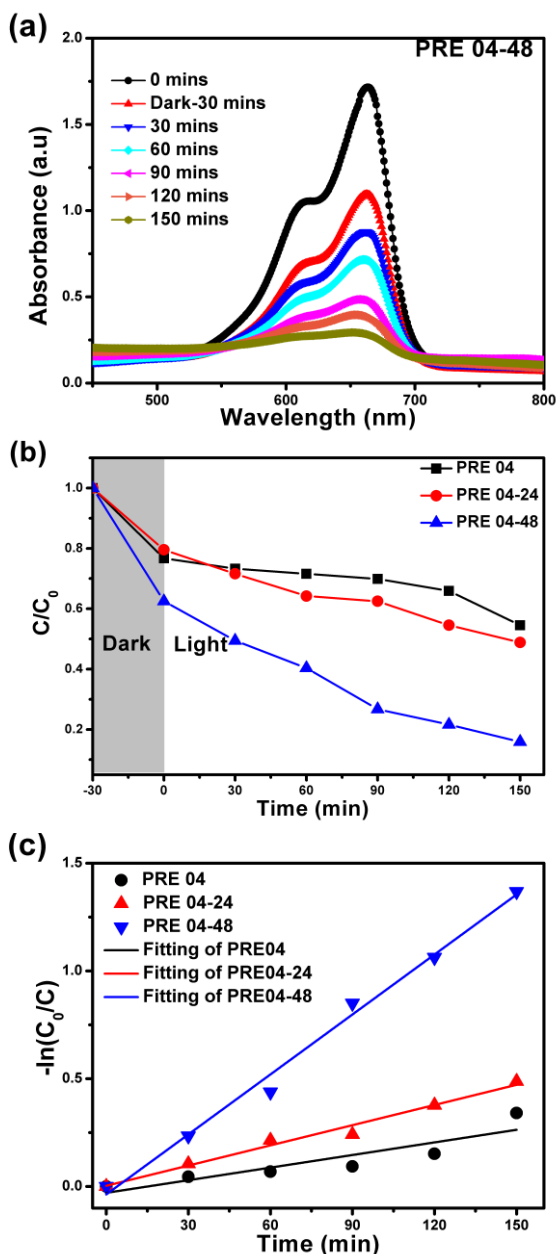 (a)
PRE 04-48
0 mins
Dark-30 mins
30 mins
60 mins
90 mins
120 mins
150 mins
Absorbance (a.u)
2.0
1.5
1.0
0.5
0.0
500 600 700 800
Wavelength (nm)
(b)
PRE 04
PRE 04-24
PRE 04-48
C/C0
1.0
0.8
0.6
0.4
0.2
Dark Light
-30 0 30 60 90 120 150
Time (min)
(c)
PRE 04
PRE 04-24
PRE 04-48
Fitting of PRE04
Fitting of PRE04-24
Fitting of PRE04-48
-ln(C0/C)
1.5
1.0
0.5
0.0
0 30 60 90 120 150
Time (min)